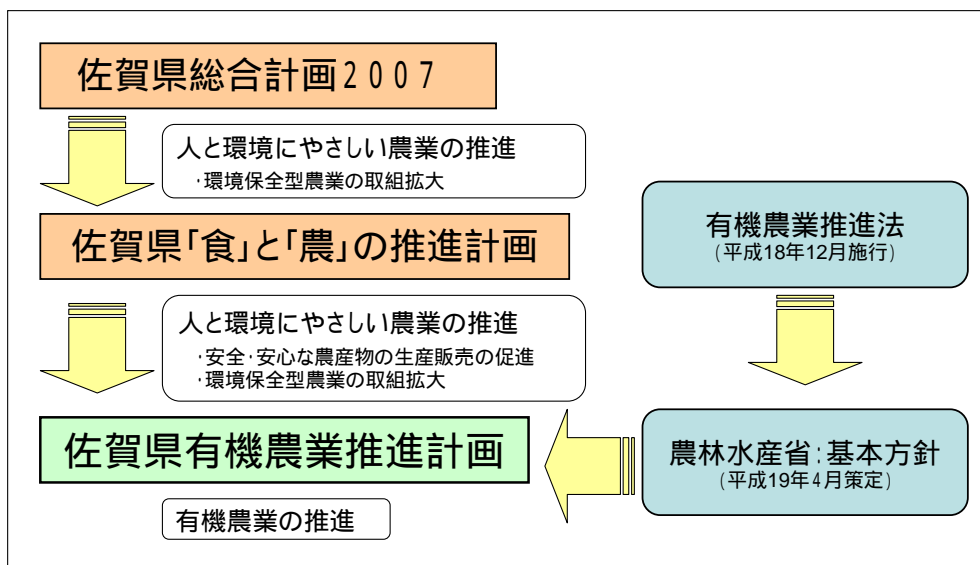 佐賀県総合計画2007
人と環境にやさしい農業の推進
・環境保全型農業の取組拡大
佐賀県「食」と「農」の推進計画
人と環境にやさしい農業の推進
・安全・安心な農産物の生産販売の促進
・環境保全型農業の取組拡大
佐賀県有機農業推進計画
有機農業の推進
有機農業推進法
(平成18年12月施行)
農林水産省:基本方針
(平成19年4月策定)